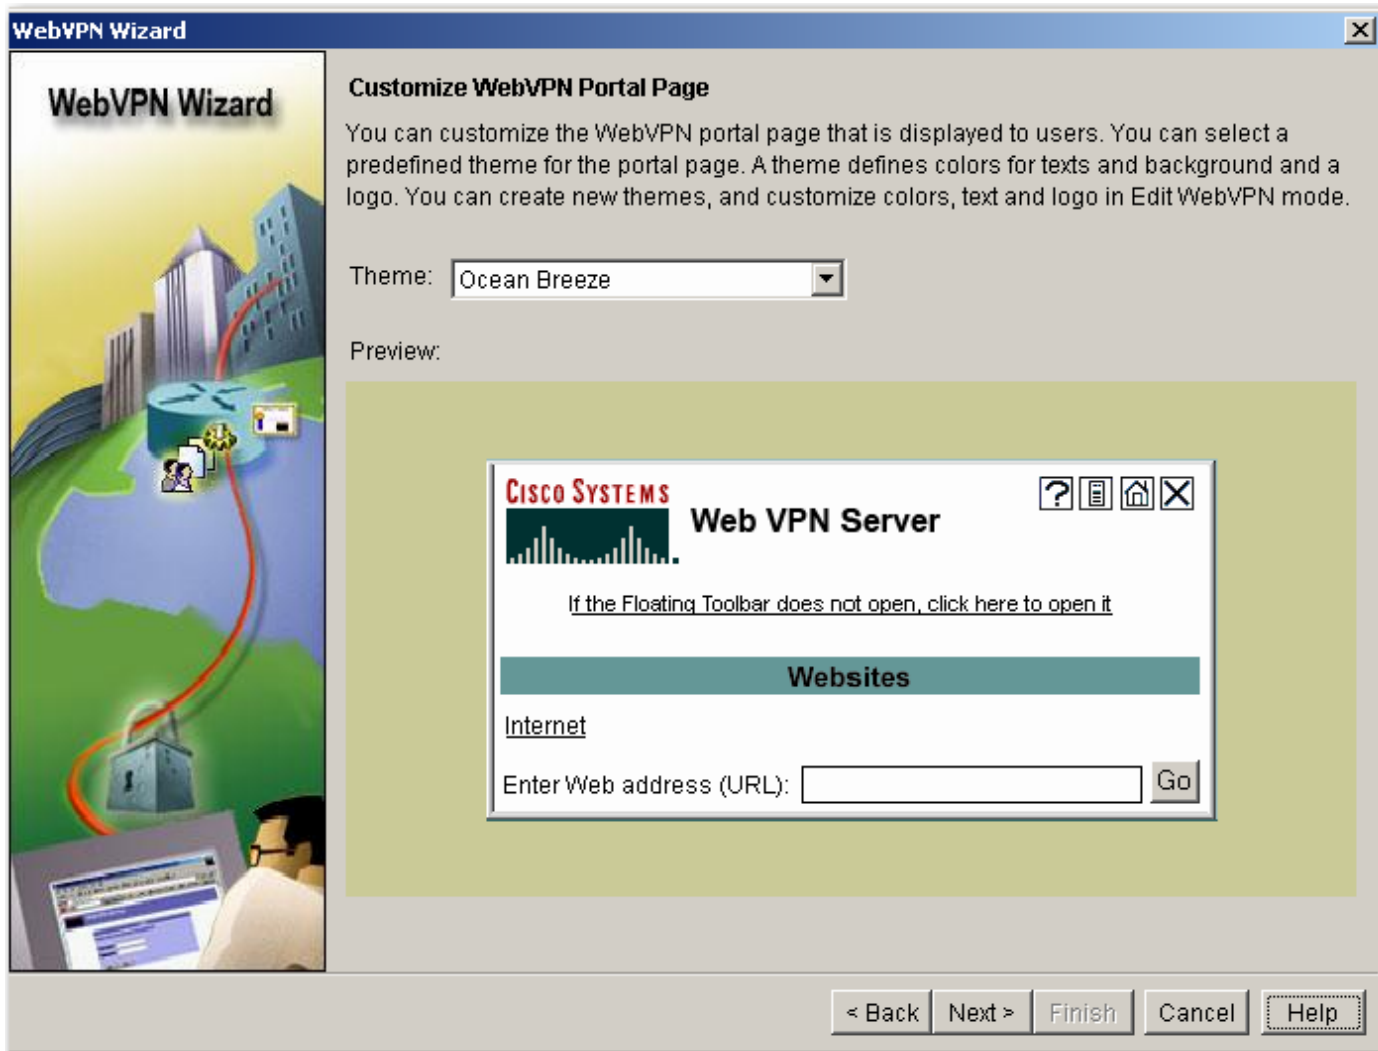 WebVPN Wizard
WebVPN Wizard
Customize WebVPN Portal Page
You can customize the WebVPN portal page that is displayed to users. You can select a
predefined theme for the portal page. A theme defines colors for texts and background and a
logo. You can create new themes, and customize colors, text and logo in Edit WebVPN mode.
Theme: Ocean Breeze
Preview:
CISCO SYSTEMS
Web VPN Server
If the Floating Toolbar does not open, click here to open it
Websites
Internet
Enter Web address (URL): Go
< Back Next > Finish Cancel Help